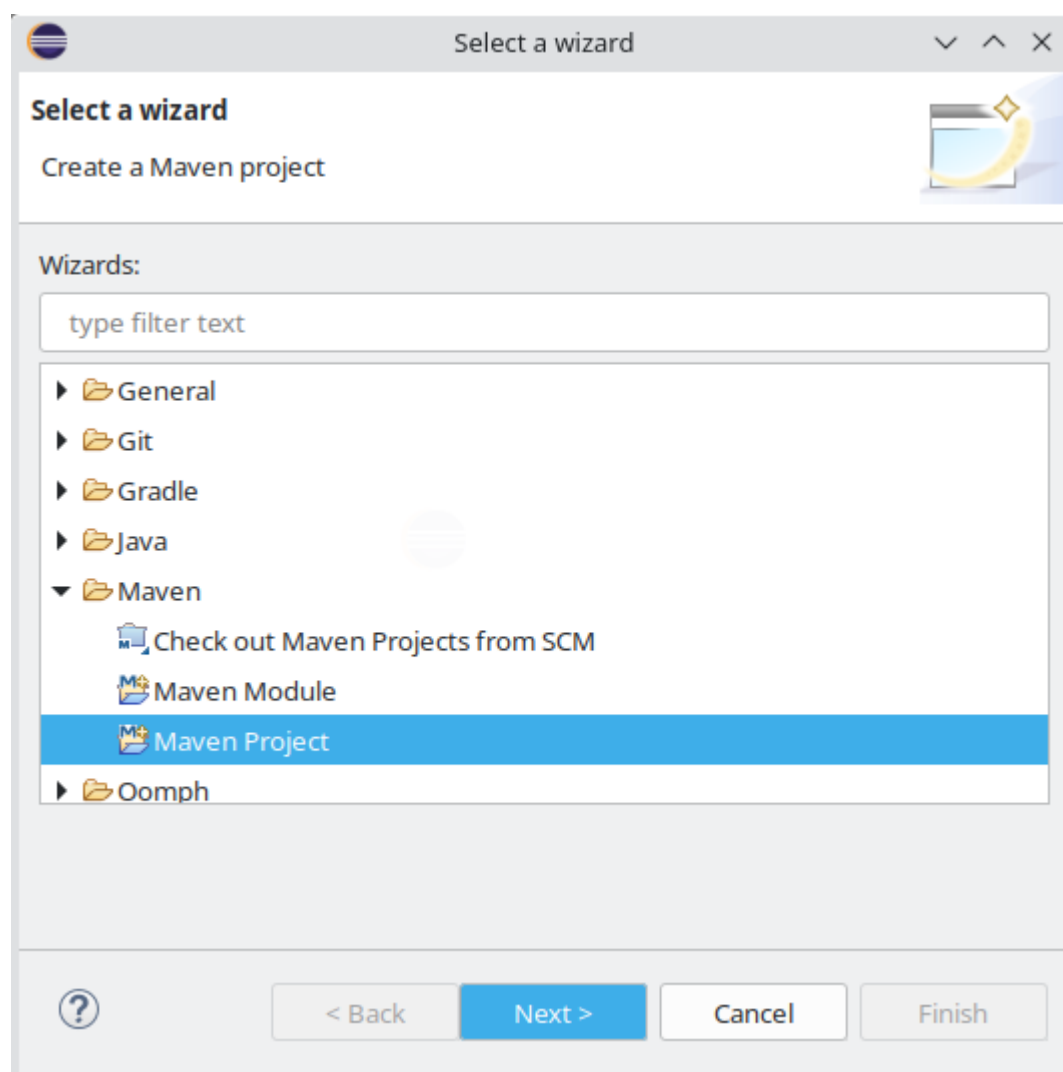 Select a wizard
Select a wizard
Create a Maven project
Wizards:
type filter text
General
Git
Gradle
Java
Maven
Check out Maven Projects from SCM
Maven Module
Maven Project
Oomph
?
< Back
Next >
Cancel
Finish